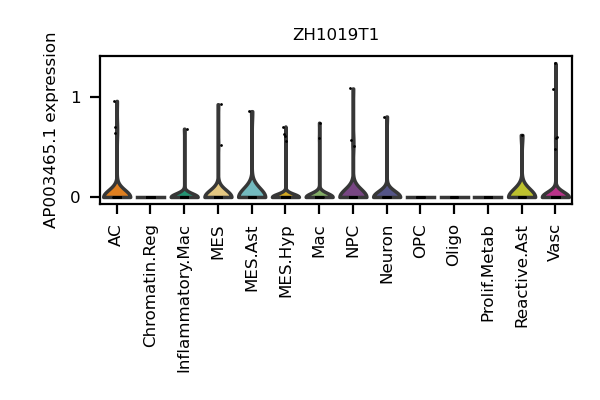 ZH1019T1
AP003465.1 expression
1
0
AC
Chromatin.Reg
Inflammatory.Mac
MES
MES.Ast
MES.Hyp
Mac
NPC
Neuron
OPC
Oligo
Prolif.Metab
Reactive.Ast
Vasc